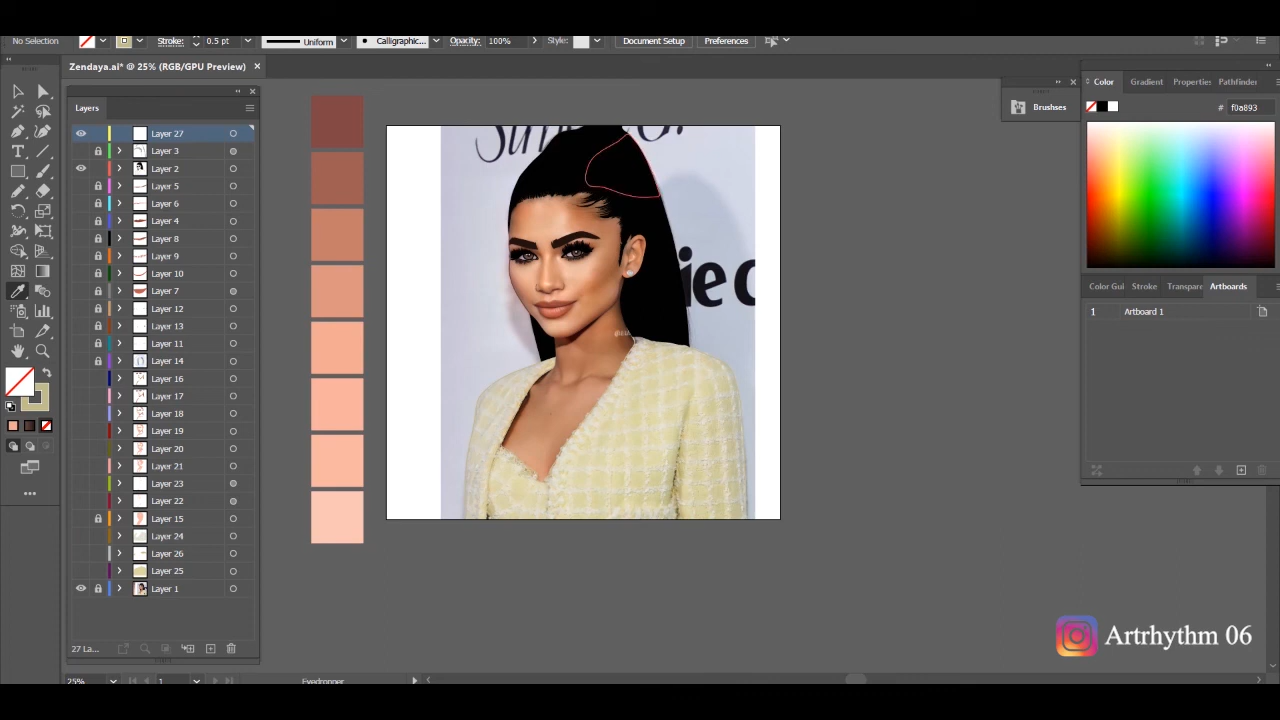 No Selection
Stroke:
0.5 pt
Uniform
Calligraphic...
Opacity:
100%
Style:
Document Setup
Preferences
Zendaya.ai* @ 25% (RGB/GPU Preview)
Layers
Layer 27
Layer 3
Layer 2
Layer 5
Layer 6
Layer 4
Layer 8
Layer 9
Layer 10
Layer 7
Layer 12
Layer 13
Layer 11
Layer 14
Layer 16
Layer 17
Layer 18
Layer 19
Layer 20
Layer 21
Layer 23
Layer 22
Layer 15
Layer 24
Layer 26
Layer 25
Layer 1
27 La...
25%
1
Eyedropper
ie c
Brushses
Color
Gradient
Properties
Pathfinder
# f0a893
Color Gui
Stroke
Transpare
Artboards
1 Artboard 1
Artrhythm 06